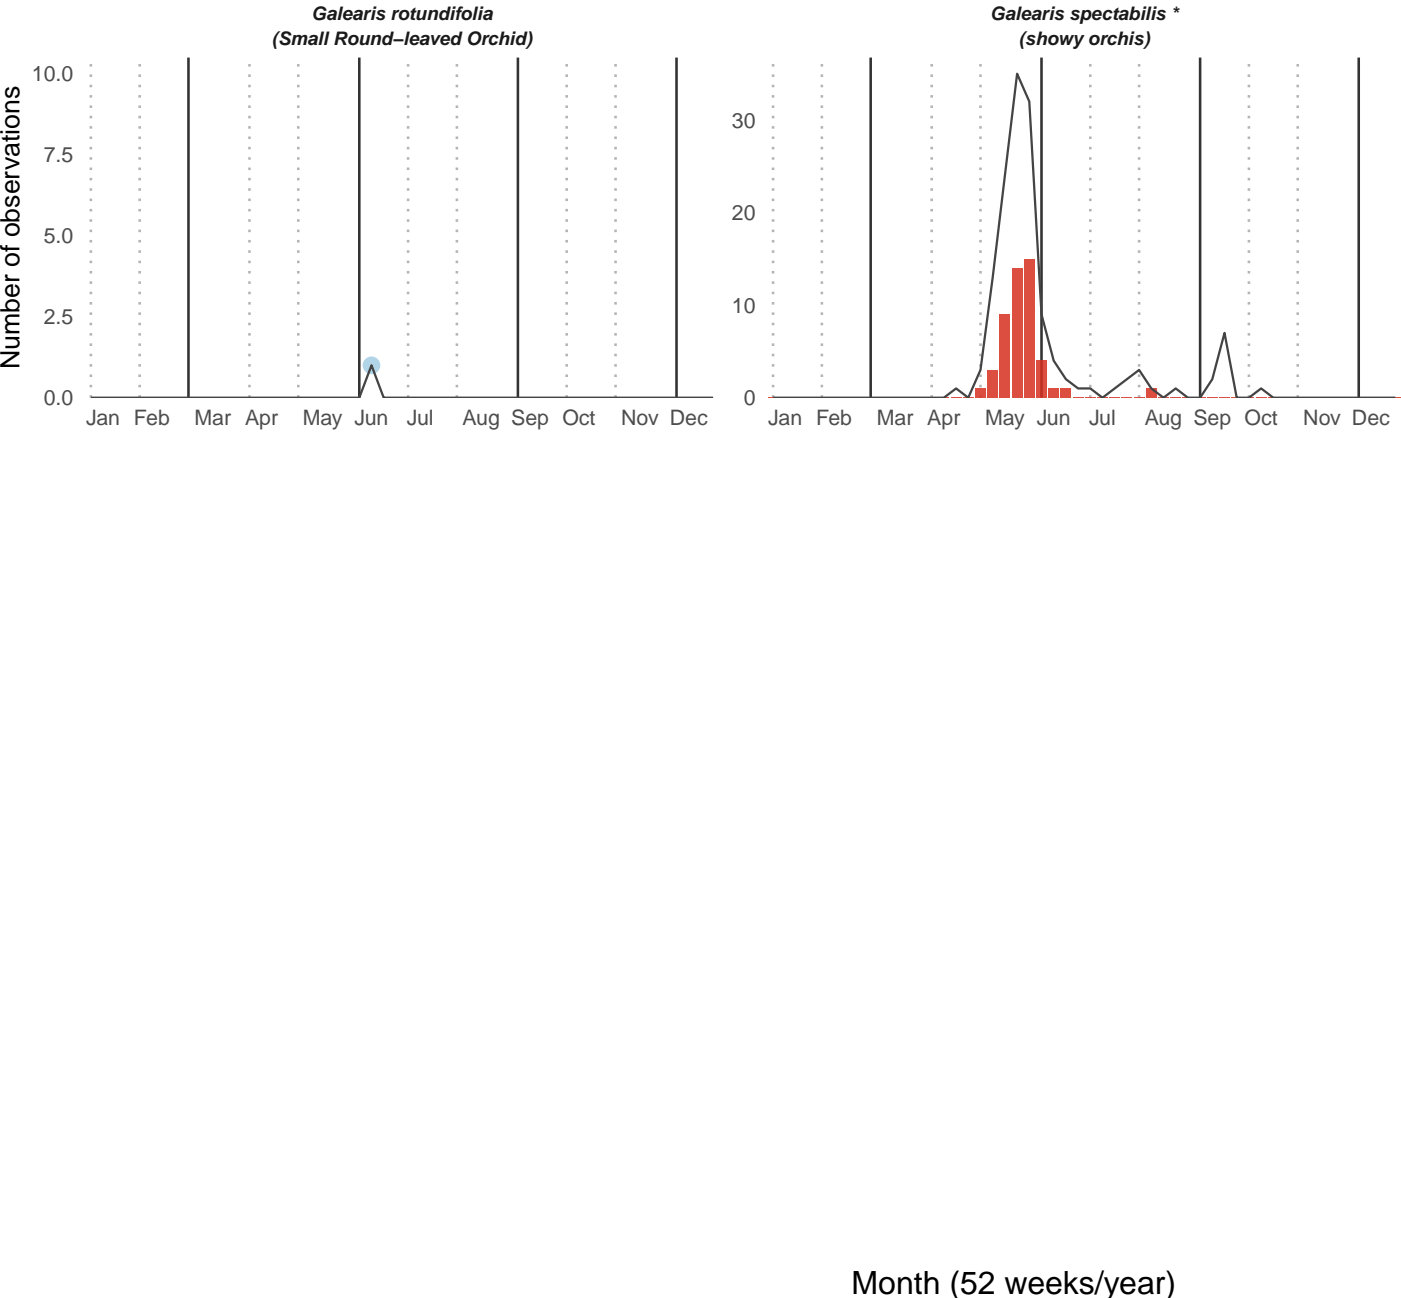 Galearis rotundifolia
(Small Round–leaved Orchid)
Galearis spectabilis *
(showy orchis)
Number of observations
10.0
7.5
5.0
2.5
0.0
Jan Feb Mar Apr May Jun Jul Aug Sep Oct Nov Dec
30
20
10
0
Jan Feb Mar Apr May Jun Jul Aug Sep Oct Nov Dec
Month (52 weeks/year)